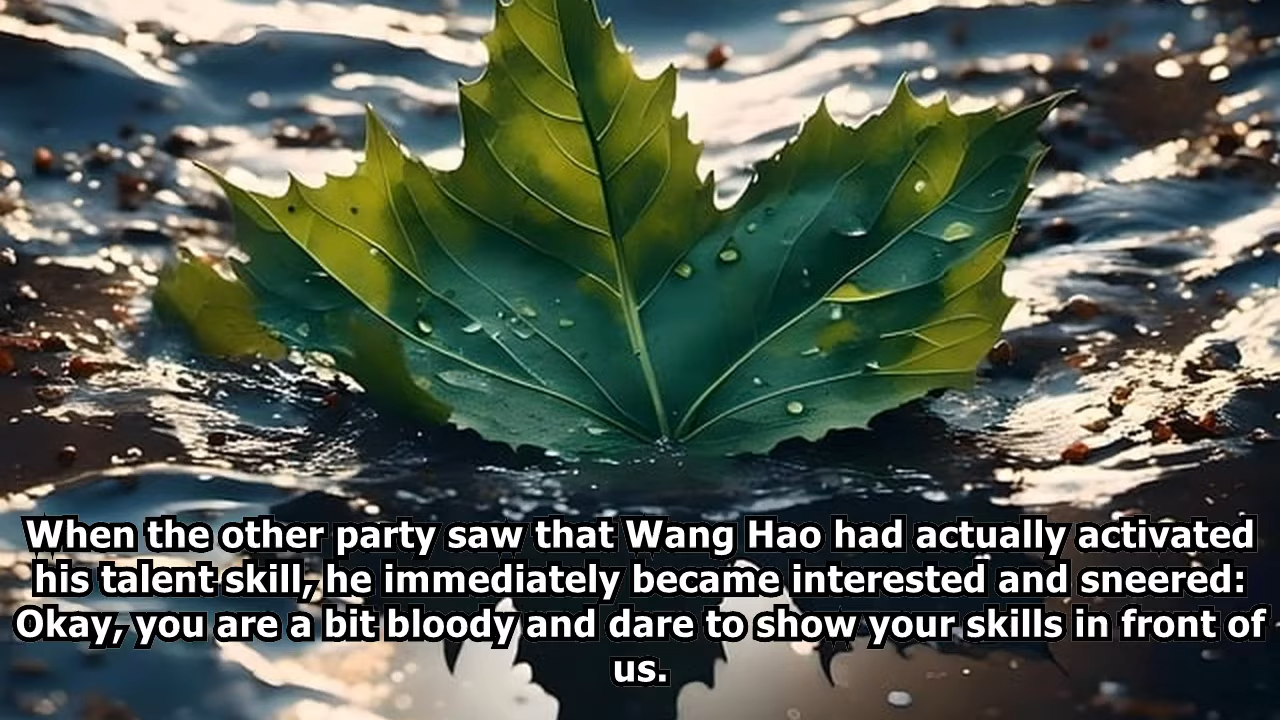 When the other party saw that Wang Hao had actually activated
his talent skill, he immediately became interested and sneered:
Okay, you are a bit bloody and dare to show your skills in front of
us.